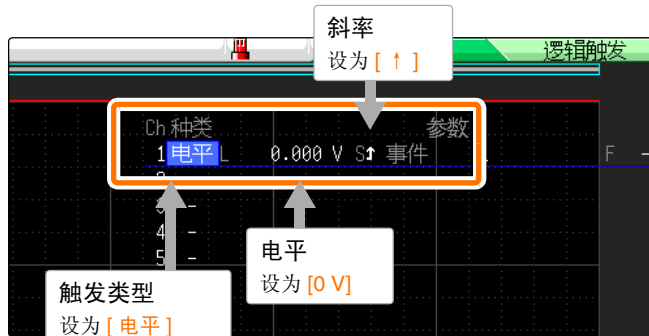 斜率
设为 [ ↑ ]
逻辑触发
Ch 种类 参数
1 电平 L 0.000 V S↑ 事件 F -
3 -
4 -
5 -
电平
设为 [0 V]
触发类型
设为 [ 电平 ]